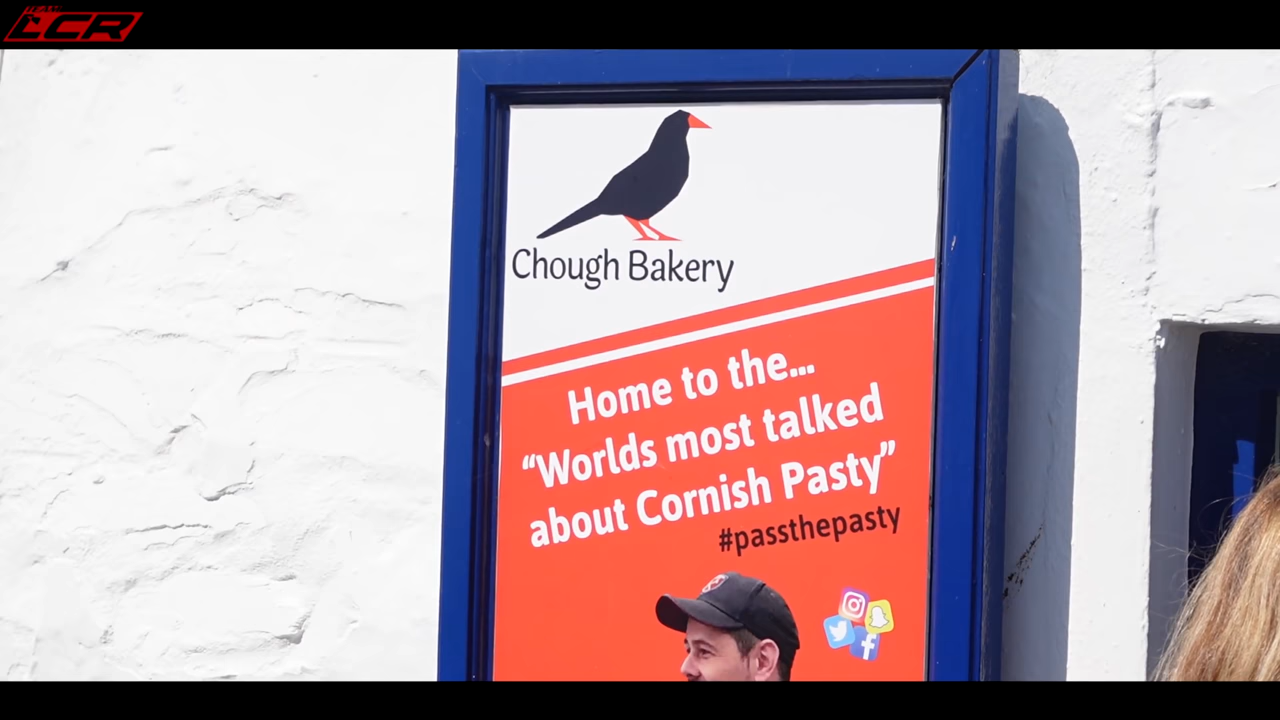 LCR
Chough Bakery
Home to the...
“Worlds most talked
about Cornish Pasty”
#passthepasty